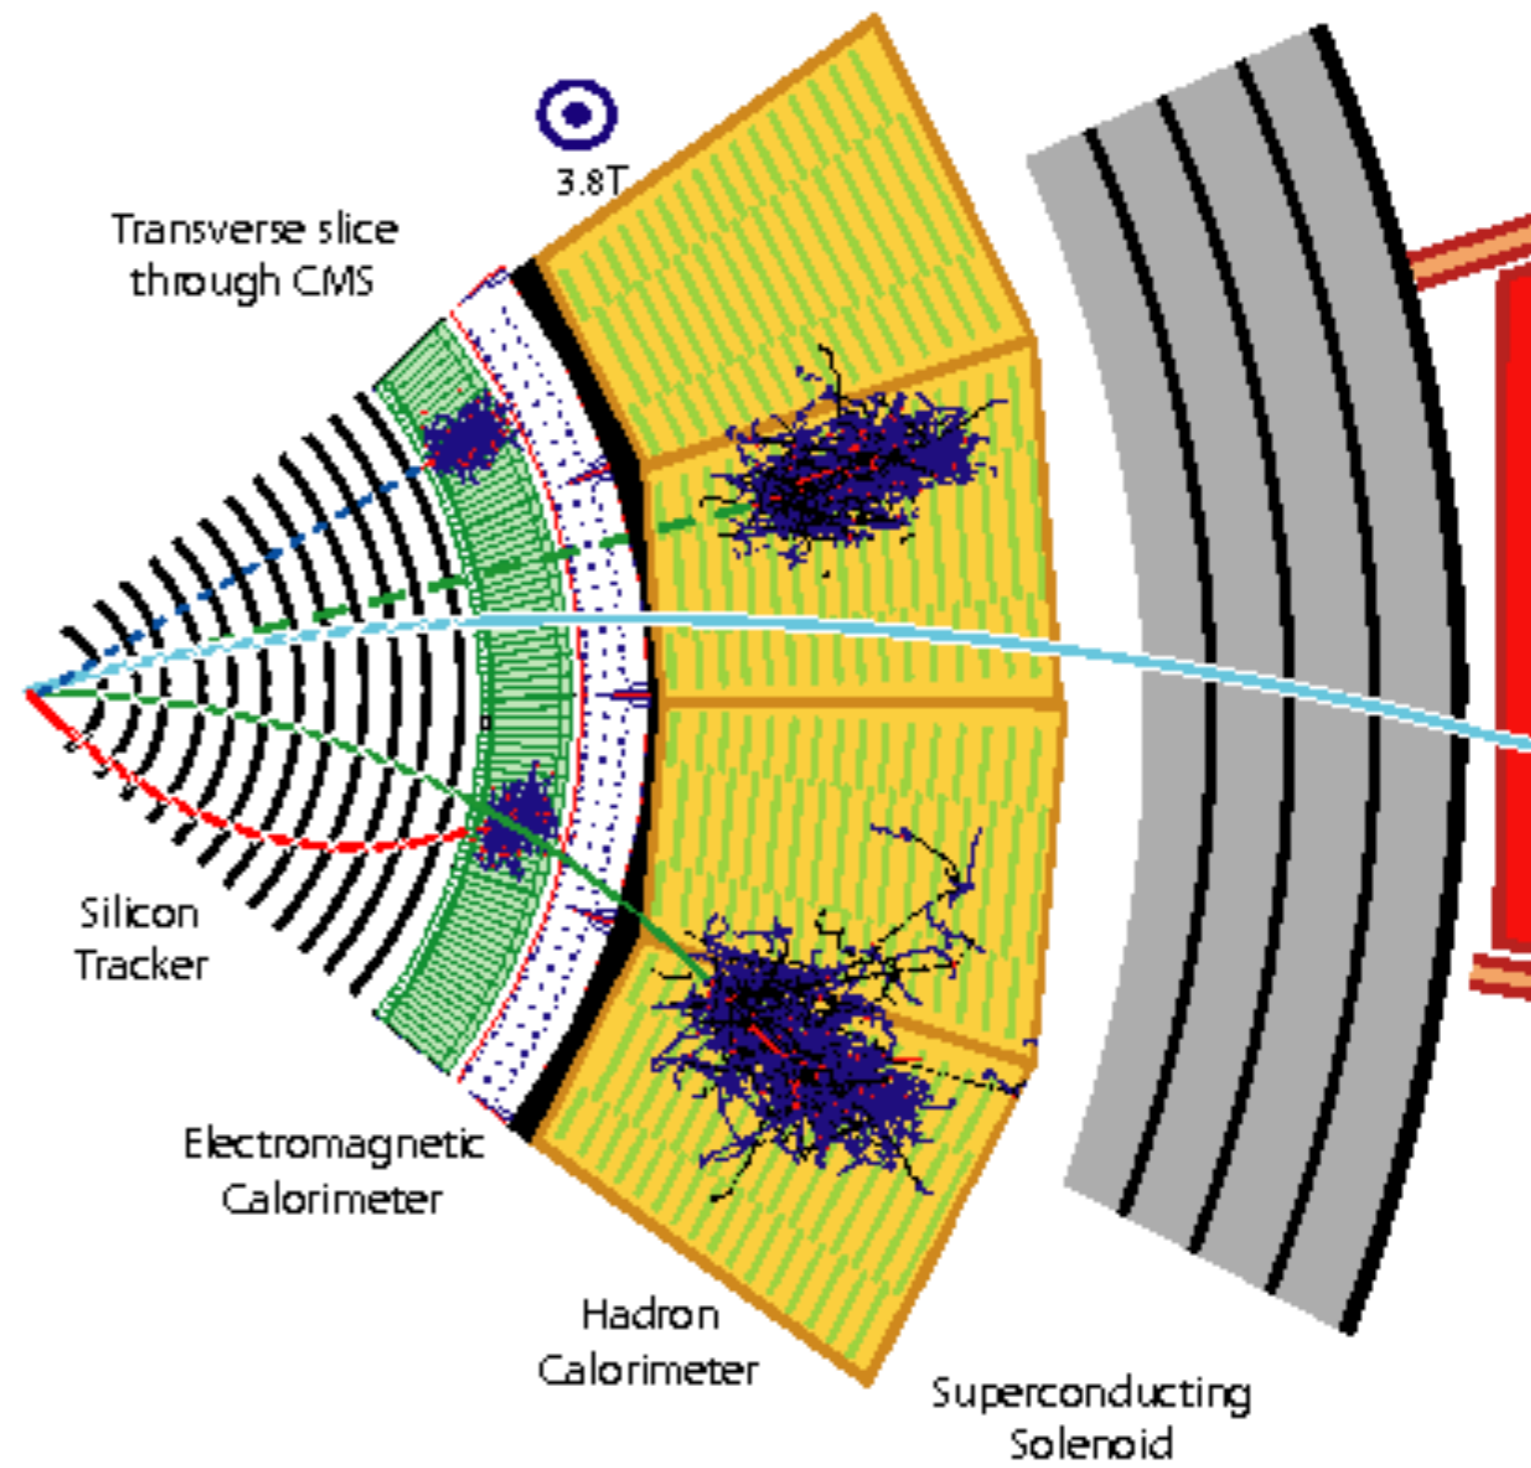 3.8T
Transverse slice
through CMS
Silicon
Tracker
Electromagnetic
Calorimeter
Hadron
Calorimeter
Superconducting
Solenoid